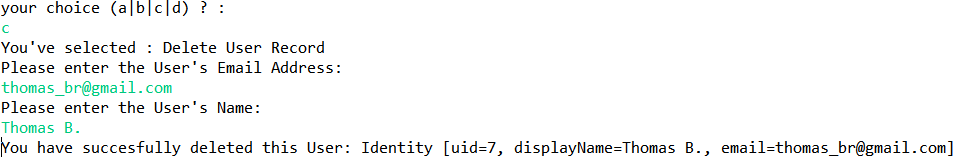 your choice (a|b|c|d) ? :
c
You've selected : Delete User Record
Please enter the User's Email Address:
thomas_br@gmail.com
Please enter the User's Name:
Thomas B.
You have succesfully deleted this User: Identity [uid=7, displayName=Thomas B., email=thomas_br@gmail.com]